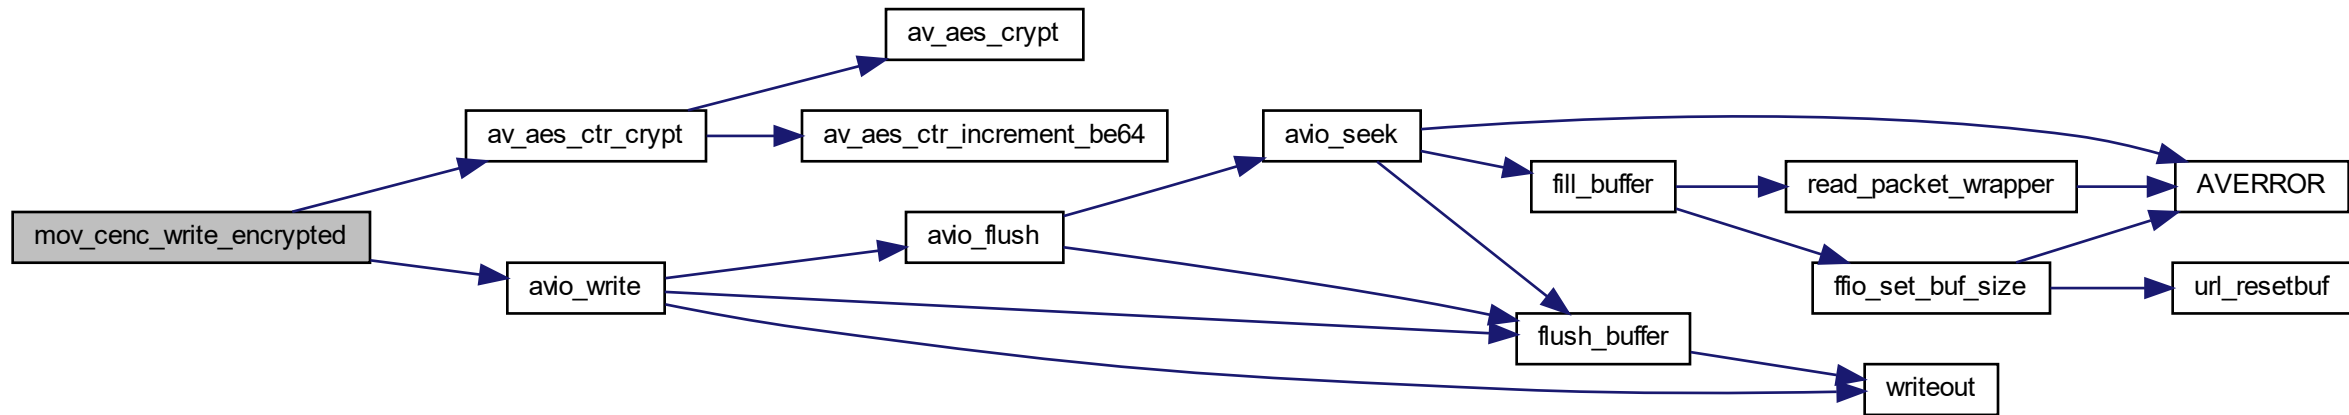 av_aes_crypt
av_aes_ctr_crypt
av_aes_ctr_increment_be64
avio_seek
fill_buffer
read_packet_wrapper
AVERROR
mov_cenc_write_encrypted
avio_flush
avio_write
ffio_set_buf_size
url_resetbuf
flush_buffer
writeout